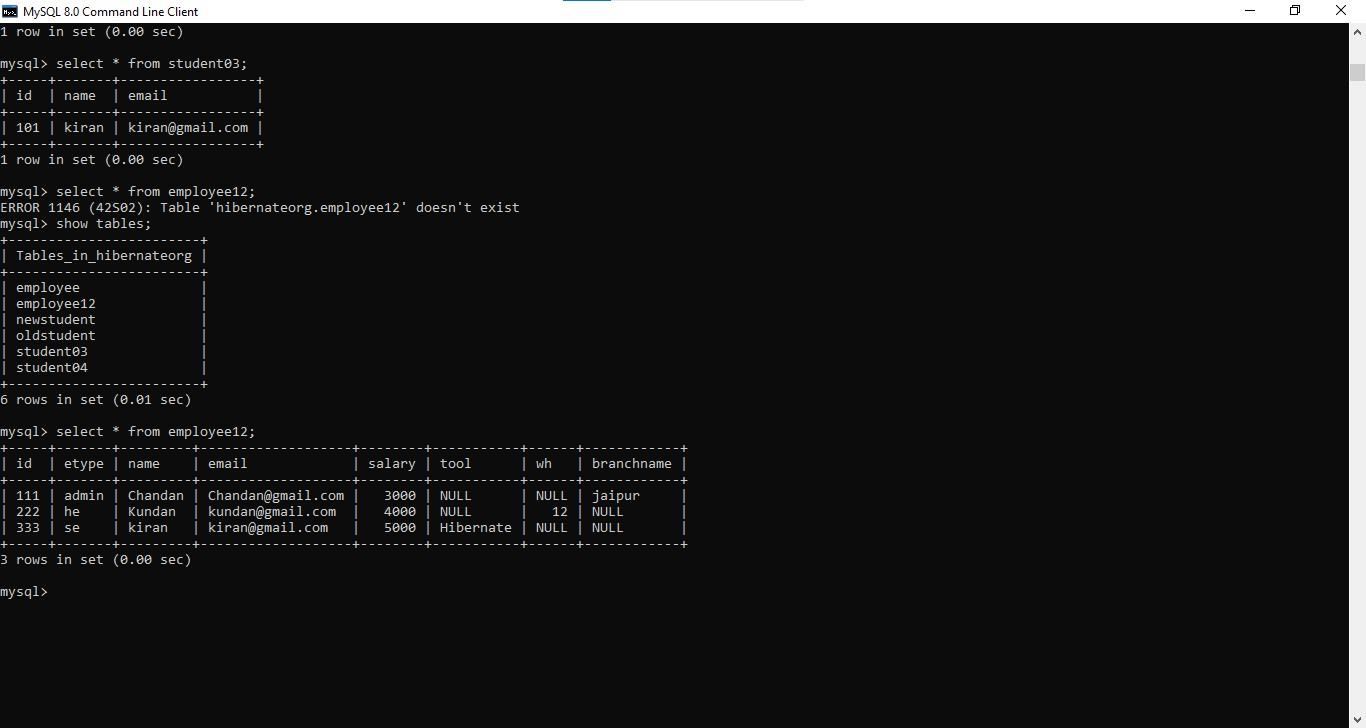 MySQL 8.0 Command Line Client
1 row in set (0.00 sec)
mysql> select * from student03;
+-----+-------+-----------------+
| id  | name  | email           |
+-----+-------+-----------------+
| 101 | kiran | kiran@gmail.com |
+-----+-------+-----------------+
1 row in set (0.00 sec)
mysql> select * from employee12;
ERROR 1146 (42S02): Table 'hibernateorg.employee12' doesn't exist
mysql> show tables;
+------------------------+
| Tables_in_hibernateorg |
+------------------------+
| employee               |
| employee12             |
| newstudent             |
| oldstudent             |
| student03              |
| student04              |
+------------------------+
6 rows in set (0.01 sec)
mysql> select * from employee12;
+-----+-------+---------+-------------------+--------+-----------+------+------------+
| id  | etype | name    | email             | salary | tool      | wh   | branchname |
+-----+-------+---------+-------------------+--------+-----------+------+------------+
| 111 | admin | Chandan | Chandan@gmail.com |   3000 | NULL      | NULL | jaipur     |
| 222 | he    | Kundan  | kundan@gmail.com  |   4000 | NULL      |   12 | NULL       |
| 333 | se    | kiran   | kiran@gmail.com   |   5000 | Hibernate | NULL | NULL       |
+-----+-------+---------+-------------------+--------+-----------+------+------------+
3 rows in set (0.00 sec)
mysql>